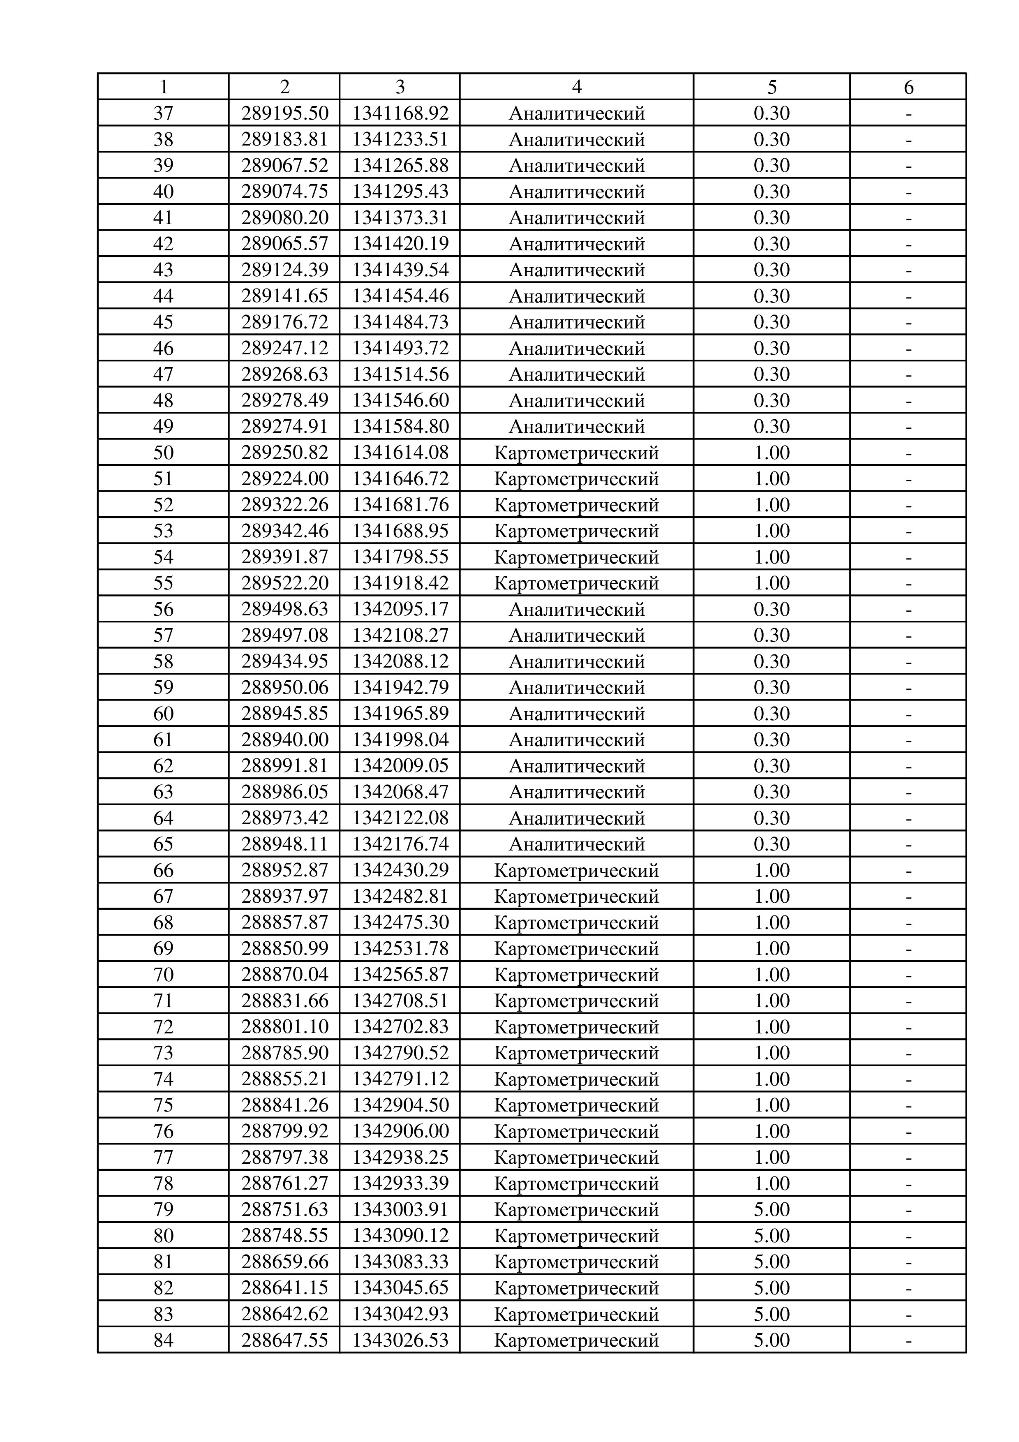 1 2 3 4 5 6
37 289195.50 1341168.92 Аналитический 0.30 -
38 289183.81 1341233.51 Аналитический 0.30 -
39 289067.52 1341265.88 Аналитический 0.30 -
40 289074.75 1341295.43 Аналитический 0.30 -
41 289080.20 1341373.31 Аналитический 0.30 -
42 289065.57 1341420.19 Аналитический 0.30 -
43 289124.39 1341439.54 Аналитический 0.30 -
44 289141.65 1341454.46 Аналитический 0.30 -
45 289176.72 1341484.73 Аналитический 0.30 -
46 289247.12 1341493.72 Аналитический 0.30 -
47 289268.63 1341514.56 Аналитический 0.30 -
48 289278.49 1341546.60 Аналитический 0.30 -
49 289274.91 1341584.80 Аналитический 0.30 -
50 289250.82 1341614.08 Картометрический 1.00 -
51 289224.00 1341646.72 Картометрический 1.00 -
52 289322.26 1341681.76 Картометрический 1.00 -
53 289342.46 1341688.95 Картометрический 1.00 -
54 289391.87 1341798.55 Картометрический 1.00 -
55 289522.20 1341918.42 Картометрический 1.00 -
56 289498.63 1342095.17 Аналитический 0.30 -
57 289497.08 1342108.27 Аналитический 0.30 -
58 289434.95 1342088.12 Аналитический 0.30 -
59 288950.06 1341942.79 Аналитический 0.30 -
60 288945.85 1341965.89 Аналитический 0.30 -
61 288940.00 1341998.04 Аналитический 0.30 -
62 288991.81 1342009.05 Аналитический 0.30 -
63 288986.05 1342068.47 Аналитический 0.30 -
64 288973.42 1342122.08 Аналитический 0.30 -
65 288948.11 1342176.74 Аналитический 0.30 -
66 288952.87 1342430.29 Картометрический 1.00 -
67 288937.97 1342482.81 Картометрический 1.00 -
68 288857.87 1342475.30 Картометрический 1.00 -
69 288850.99 1342531.78 Картометрический 1.00 -
70 288870.04 1342565.87 Картометрический 1.00 -
71 288831.66 1342708.51 Картометрический 1.00 -
72 288801.10 1342702.83 Картометрический 1.00 -
73 288785.90 1342790.52 Картометрический 1.00 -
74 288855.21 1342791.12 Картометрический 1.00 -
75 288841.26 1342904.50 Картометрический 1.00 -
76 288799.92 1342906.00 Картометрический 1.00 -
77 288797.38 1342938.25 Картометрический 1.00 -
78 288761.27 1342933.39 Картометрический 1.00 -
79 288751.63 1343003.91 Картометрический 5.00 -
80 288748.55 1343090.12 Картометрический 5.00 -
81 288659.66 1343083.33 Картометрический 5.00 -
82 288641.15 1343045.65 Картометрический 5.00 -
83 288642.62 1343042.93 Картометрический 5.00 -
84 288647.55 1343026.53 Картометрический 5.00 -